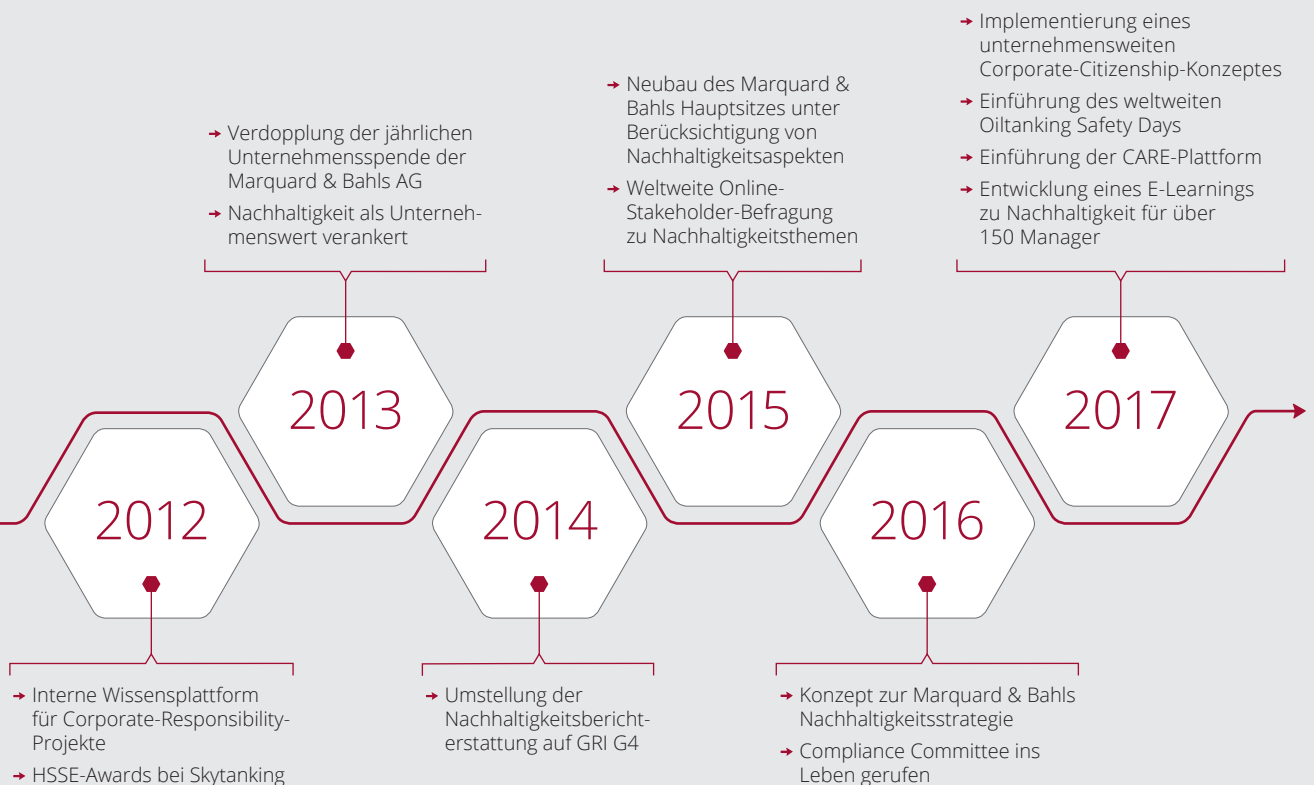 → Implementierung eines
unternehmensweiten
Corporate-Citizenship-Konzeptes
→ Einführung des weltweiten
Oiltanking Safety Days
→ Einführung der CARE-Plattform
→ Entwicklung eines E-Learnings
zu Nachhaltigkeit für über
150 Manager
→ Neubau des Marquard &
Bahls Hauptsitzes unter
Berücksichtigung von
Nachhaltigkeitsaspekten
→ Weltweite Online-
Stakeholder-Befragung
zu Nachhaltigkeitsthemen
→ Verdopplung der jährlichen
Unternehmensspende der
Marquard & Bahls AG
→ Nachhaltigkeit als Unterneh-
menswert verankert
2013
2015
2017
2012
2014
2016
→ Interne Wissensplattform
für Corporate-Responsibility-
Projekte
→ HSSE-Awards bei Skytanking
→ Umstellung der
Nachhaltigkeitsbericht-
erstattung auf GRI G4
→ Konzept zur Marquard & Bahls
Nachhaltigkeitsstrategie
→ Compliance Committee ins
Leben gerufen